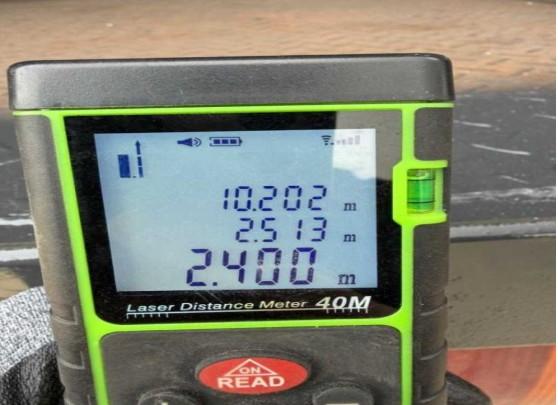 10.202 m
2.513 m
2.400 m
Laser Distance Meter 40M
ON
READ